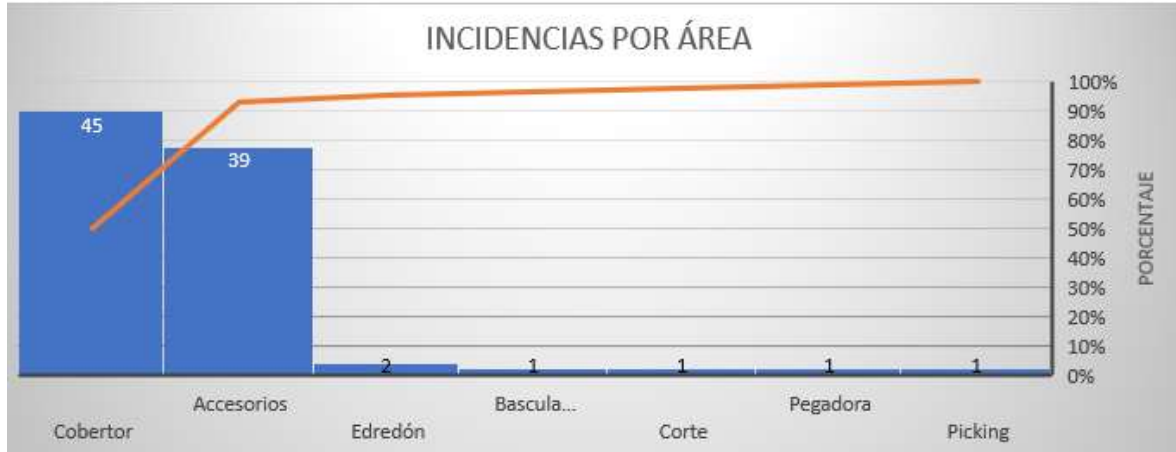 INCIDENCIAS POR ÁREA
45
39
2
1
1
1
1
100%
90%
80%
70%
60%
50%
40%
30%
20%
10%
0%
PORCENTAJE
Cobertor
Accesorios
Edredón
Bascula...
Corte
Pegadora
Picking